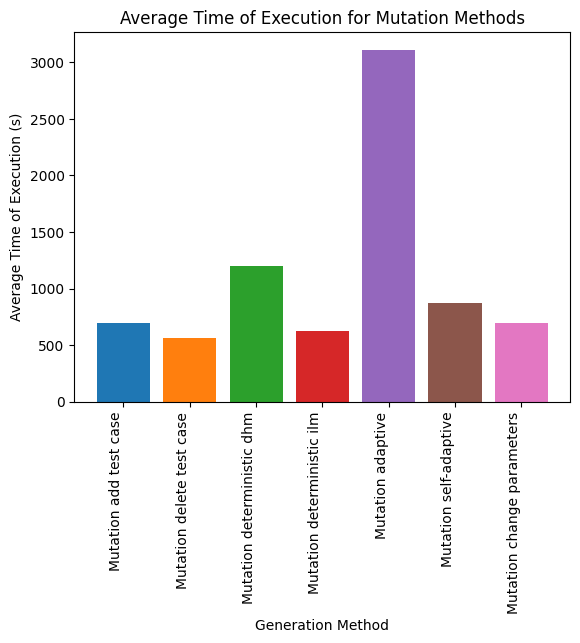 Average Time of Execution for Mutation Methods
Average Time of Execution (s)
3000
2500
2000
1500
1000
500
0
Mutation add test case
Mutation delete test case
Mutation deterministic dhm
Mutation deterministic ilm
Mutation adaptive
Mutation self-adaptive
Mutation change parameters
Generation Method